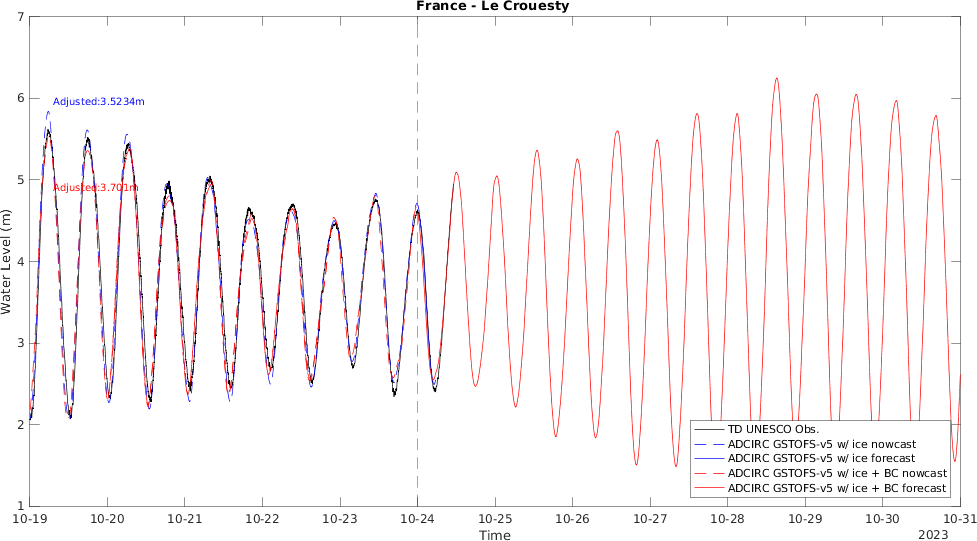 France - Le Crouesty
7
6
5
4
3
2
1
Water Level (m)
Adjusted:3.5234m
Adjusted:3.701m
TD UNESCO Obs.
ADCIRC GSTOFS-v5 w/ ice nowcast
ADCIRC GSTOFS-v5 w/ ice forecast
ADCIRC GSTOFS-v5 w/ ice + BC nowcast
ADCIRC GSTOFS-v5 w/ ice + BC forecast
10-19 10-20 10-21 10-22 10-23 10-24 10-25 10-26 10-27 10-28 10-29 10-30 10-31
Time
2023